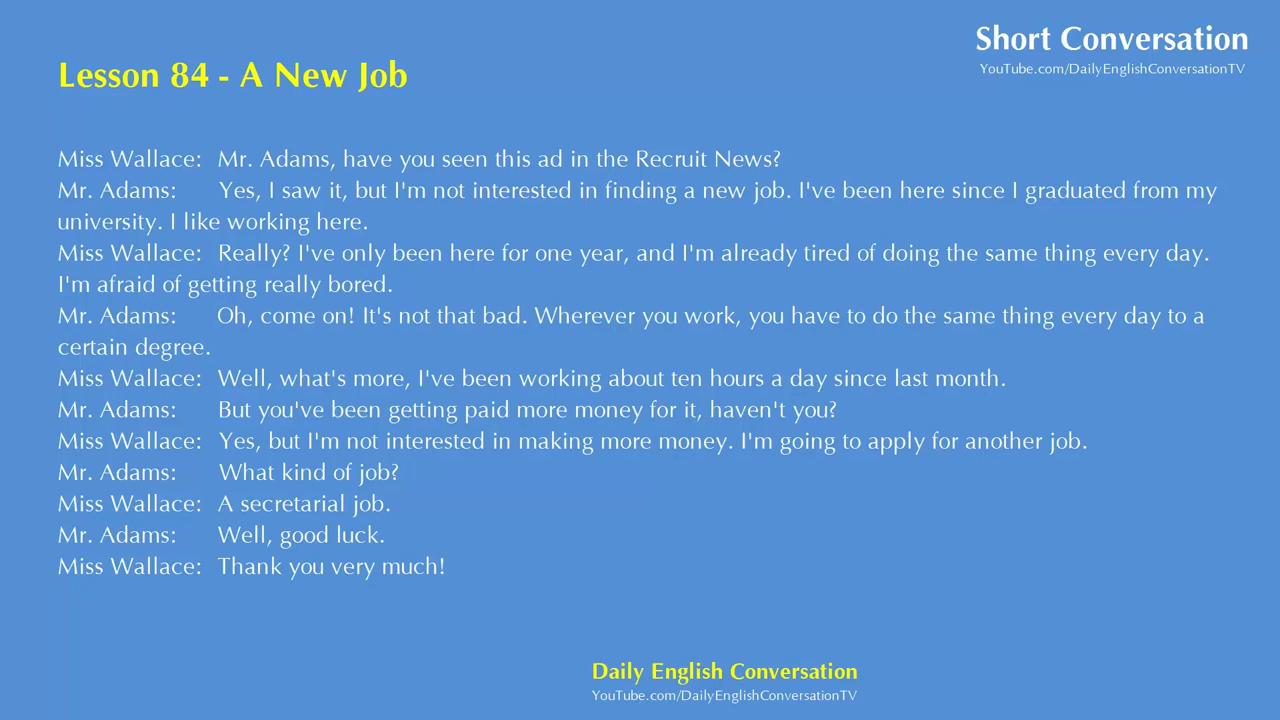 Short Conversation
YouTube.com/DailyEnglishConversationTV
Lesson 84 - A New Job
Miss Wallace: Mr. Adams, have you seen this ad in the Recruit News?
Mr. Adams: Yes, I saw it, but I'm not interested in finding a new job. I've been here since I graduated from my
university. I like working here.
Miss Wallace: Really? I've only been here for one year, and I'm already tired of doing the same thing every day.
I'm afraid of getting really bored.
Mr. Adams: Oh, come on! It's not that bad. Wherever you work, you have to do the same thing every day to a
certain degree.
Miss Wallace: Well, what's more, I've been working about ten hours a day since last month.
Mr. Adams: But you've been getting paid more money for it, haven't you?
Miss Wallace: Yes, but I'm not interested in making more money. I'm going to apply for another job.
Mr. Adams: What kind of job?
Miss Wallace: A secretarial job.
Mr. Adams: Well, good luck.
Miss Wallace: Thank you very much!
Daily English Conversation
YouTube.com/DailyEnglishConversationTV